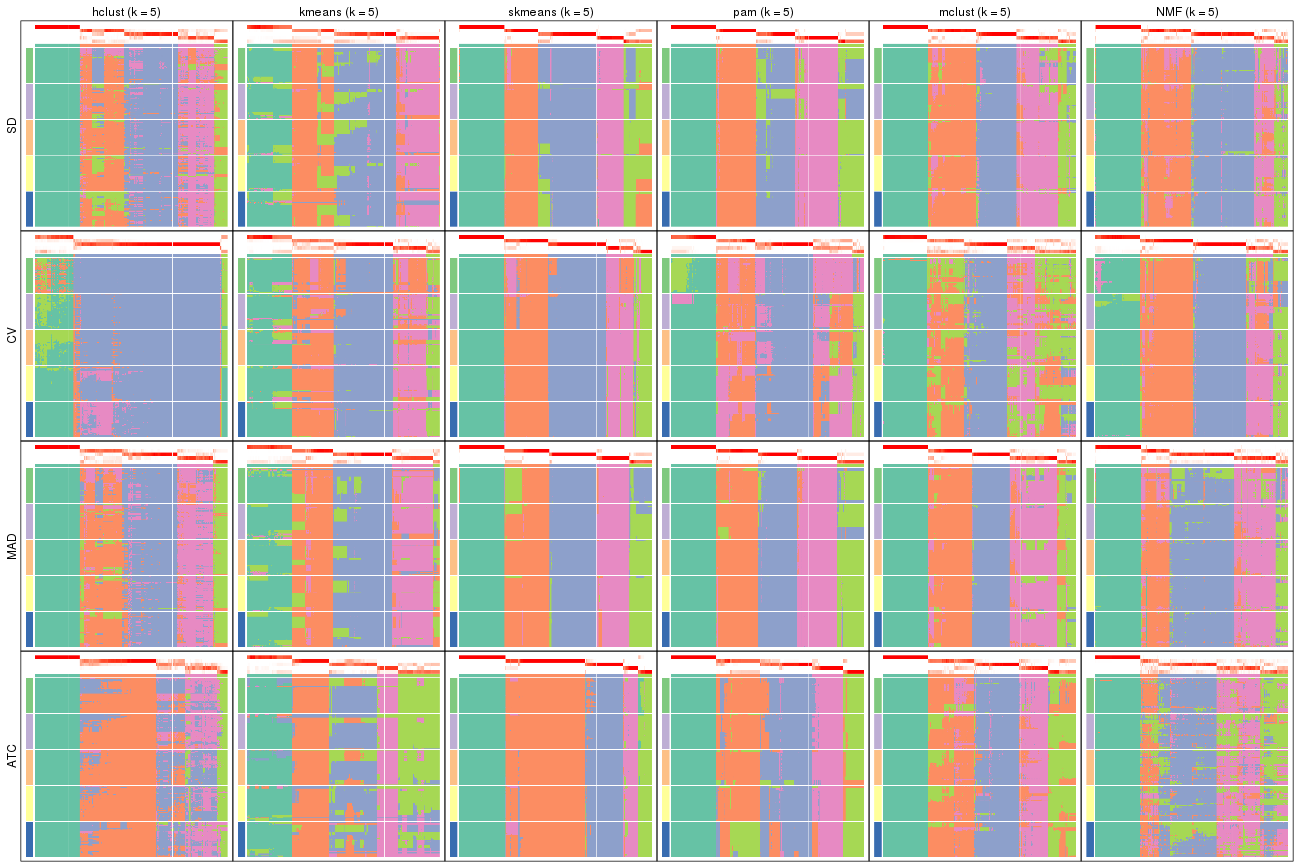 hclust (k = 5) kmeans (k = 5) skmeans (k = 5) pam (k = 5) mclust (k = 5) NMF (k = 5)
SD
CV
MAD
ATC